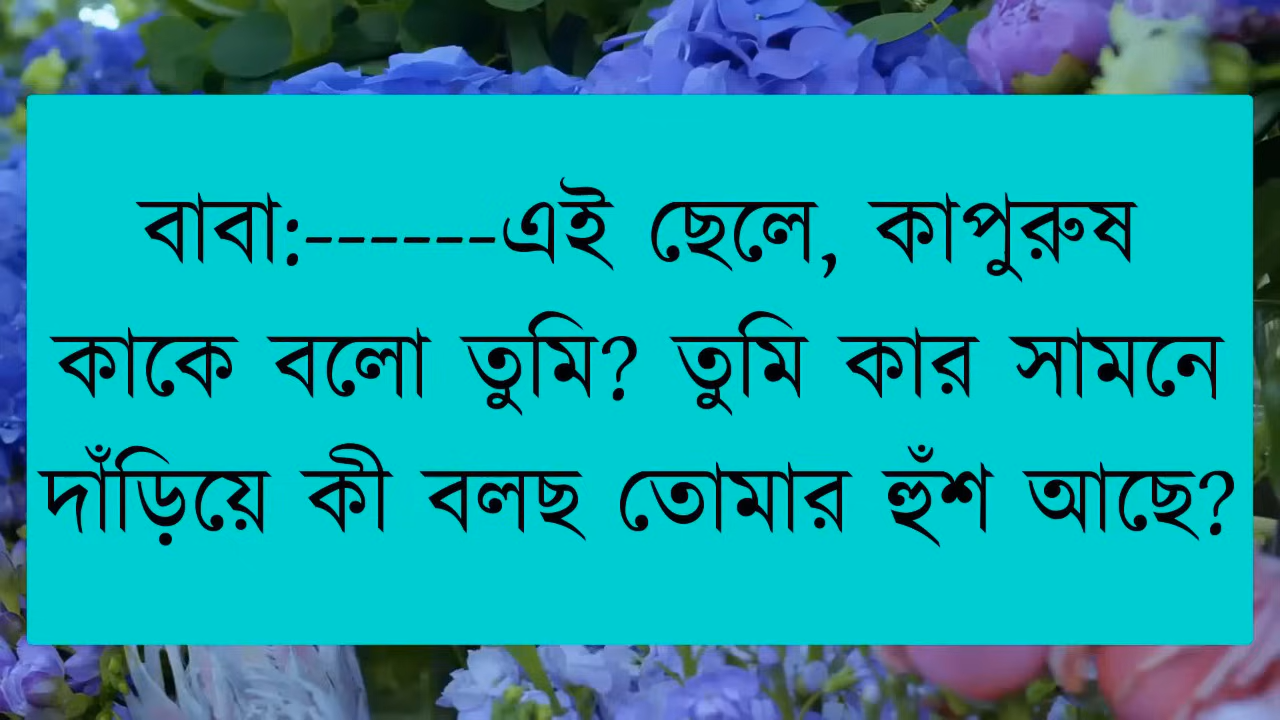 বাবা:------এই ছেলে, কাপুরুষ
কাকে বলো তুমি? তুমি কার সামনে
দাঁড়িয়ে কী বলছ তোমার হুঁশ আছে?